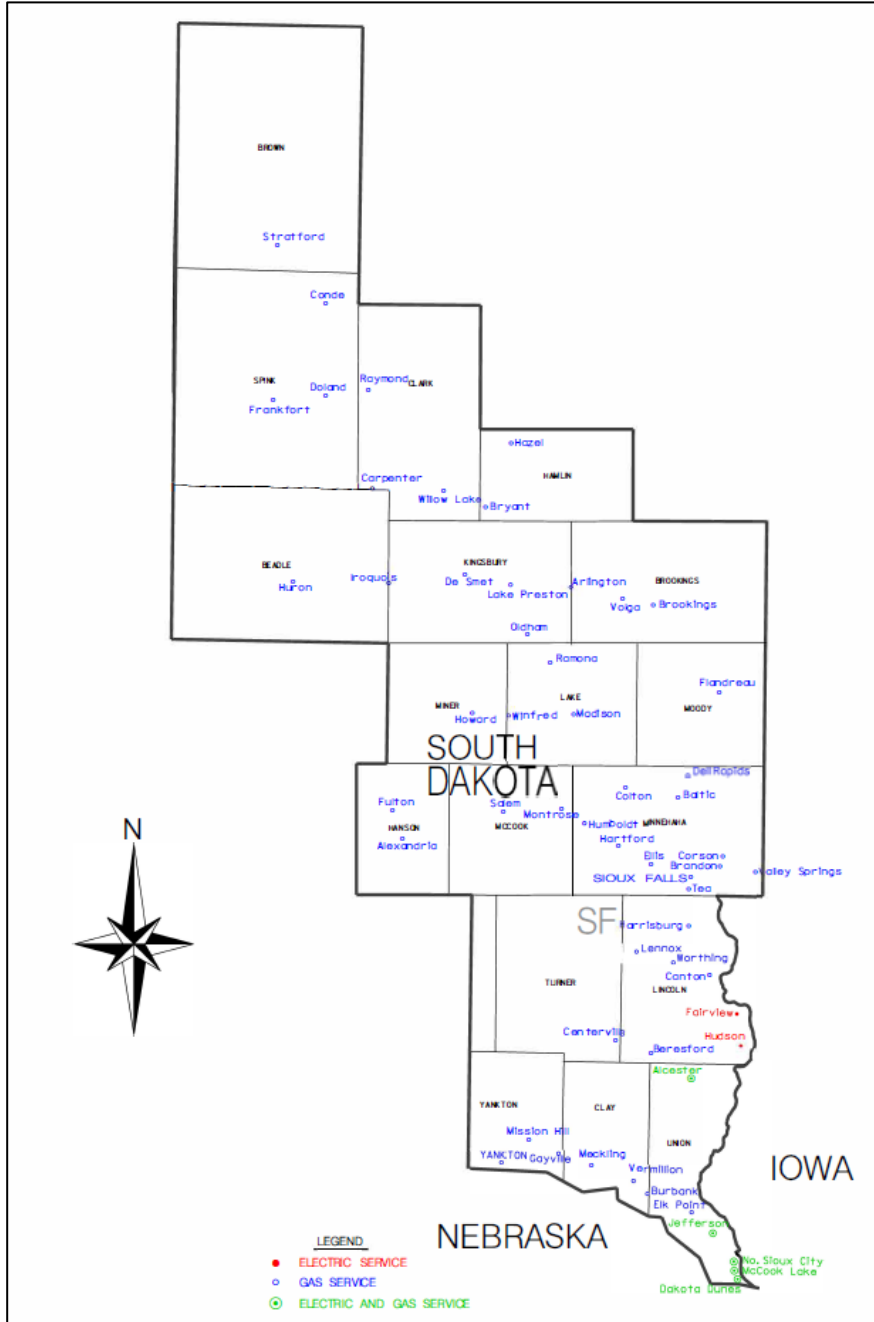 BROWN
Stratford
Conde
SPINK
Doland
Raymond
CLARK
Frankfort
Hazel
HAMLIN
Carpenter
Willow Lake
Bryant
BEADLE
Huron
Iroquois
KINGSBURY
De Smet
Lake Preston
Arlington
BROOKINGS
Volga
Brookings
Oldham
Ramona
Flandreau
MINER
LAKE
MOODY
Howard
Winfred
Madison
SOUTH
DAKOTA
Dell Rapids
Colton
Baltic
Fulton
Salem
Montrose
HANSON
MCCOOK
Humboldt
MINNEHAHA
Alexandria
Hartford
Ellis
Corson
Brandon
Valley Springs
SIOUX FALLS
Tea
N
SF
Harrisburg
Lennox
Worthing
Canton
TURNER
LINCOLN
Fairview
Centerville
Hudson
Beresford
Alcester
YANKTON
CLAY
Mission Hill
UNION
YANKTON
Gayville
Meckling
Vermillion
IOWA
Burbank
Elk Point
Jefferson
NEBRASKA
No. Sioux City
McCook Lake
Dakota Dunes
LEGEND
ELECTRIC SERVICE
GAS SERVICE
ELECTRIC AND GAS SERVICE